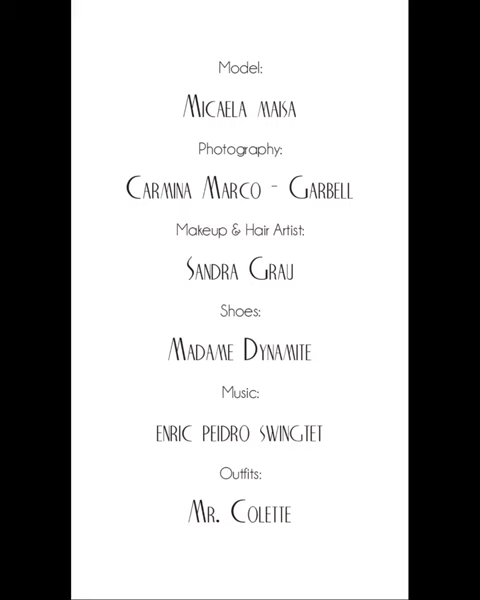 Model:
Micaela maisa
Photography:
Carmina Marco - Garbell
Makeup & Hair Artist:
Sandra Grau
Shoes:
Madame Dynamite
Music:
enric peidro swingtet
Outfits:
Mr. Colette